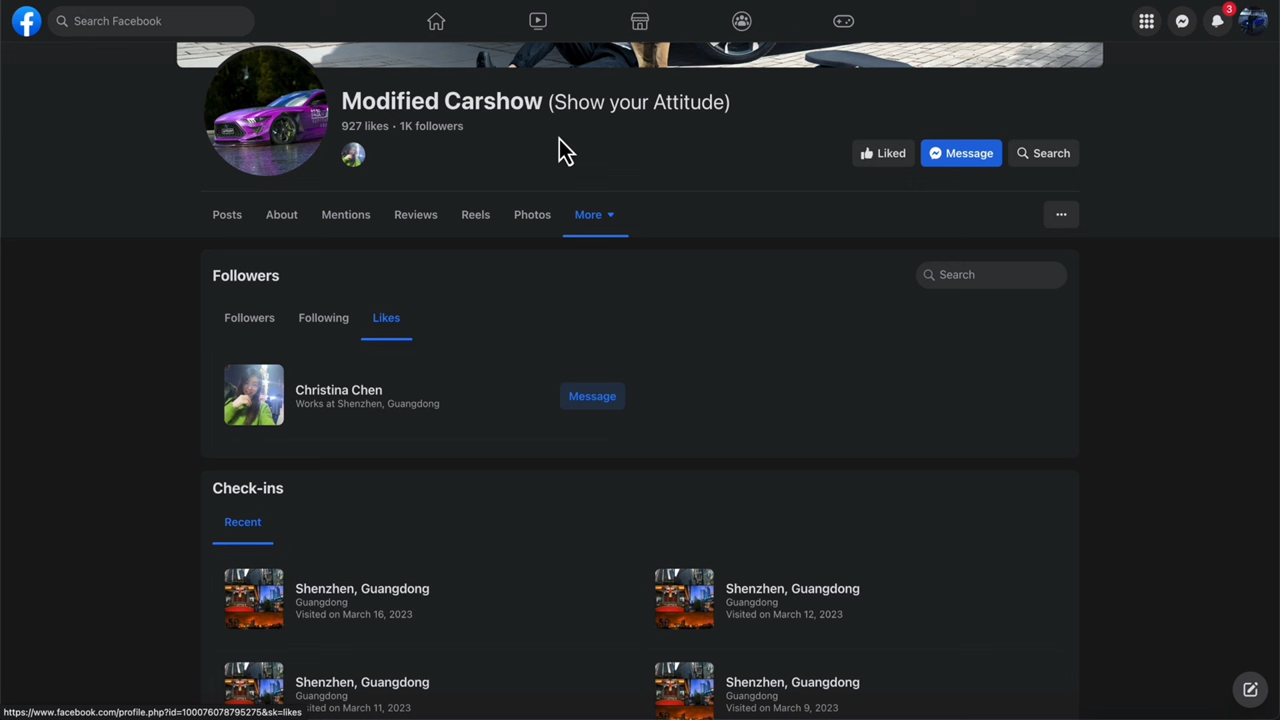 Search Facebook
3
Modified Carshow (Show your Attitude)
927 likes · 1K followers
Liked
Message
Search
Posts
About
Mentions
Reviews
Reels
Photos
More
Followers
Search
Followers
Following
Likes
Christina Chen
Works at Shenzhen, Guangdong
Message
Check-ins
Recent
Shenzhen, Guangdong
Guangdong
Visited on March 16, 2023
Shenzhen, Guangdong
Guangdong
Visited on March 12, 2023
Shenzhen, Guangdong
Guangdong
Visited on March 11, 2023
Shenzhen, Guangdong
Guangdong
Visited on March 9, 2023
https://www.facebook.com/profile.php?id=100076078795275&sk=likes